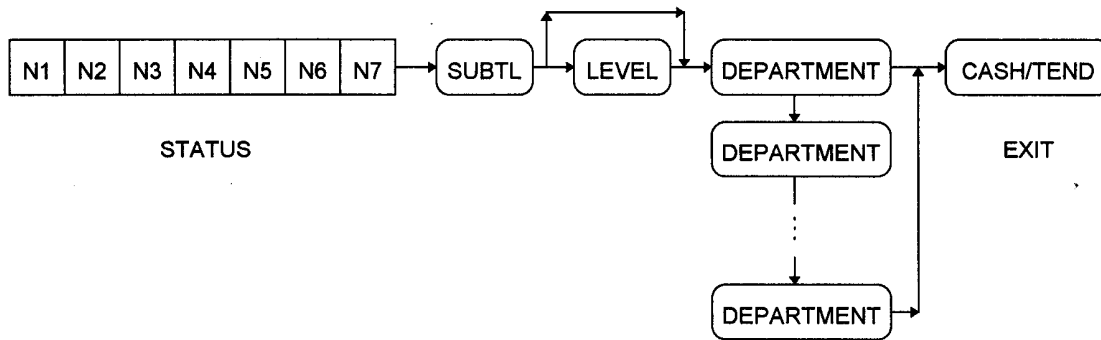 N1 N2 N3 N4 N5 N6 N7 SUBTL LEVEL DEPARTMENT CASH/TEND
STATUS DEPARTMENT EXIT
DEPARTMENT